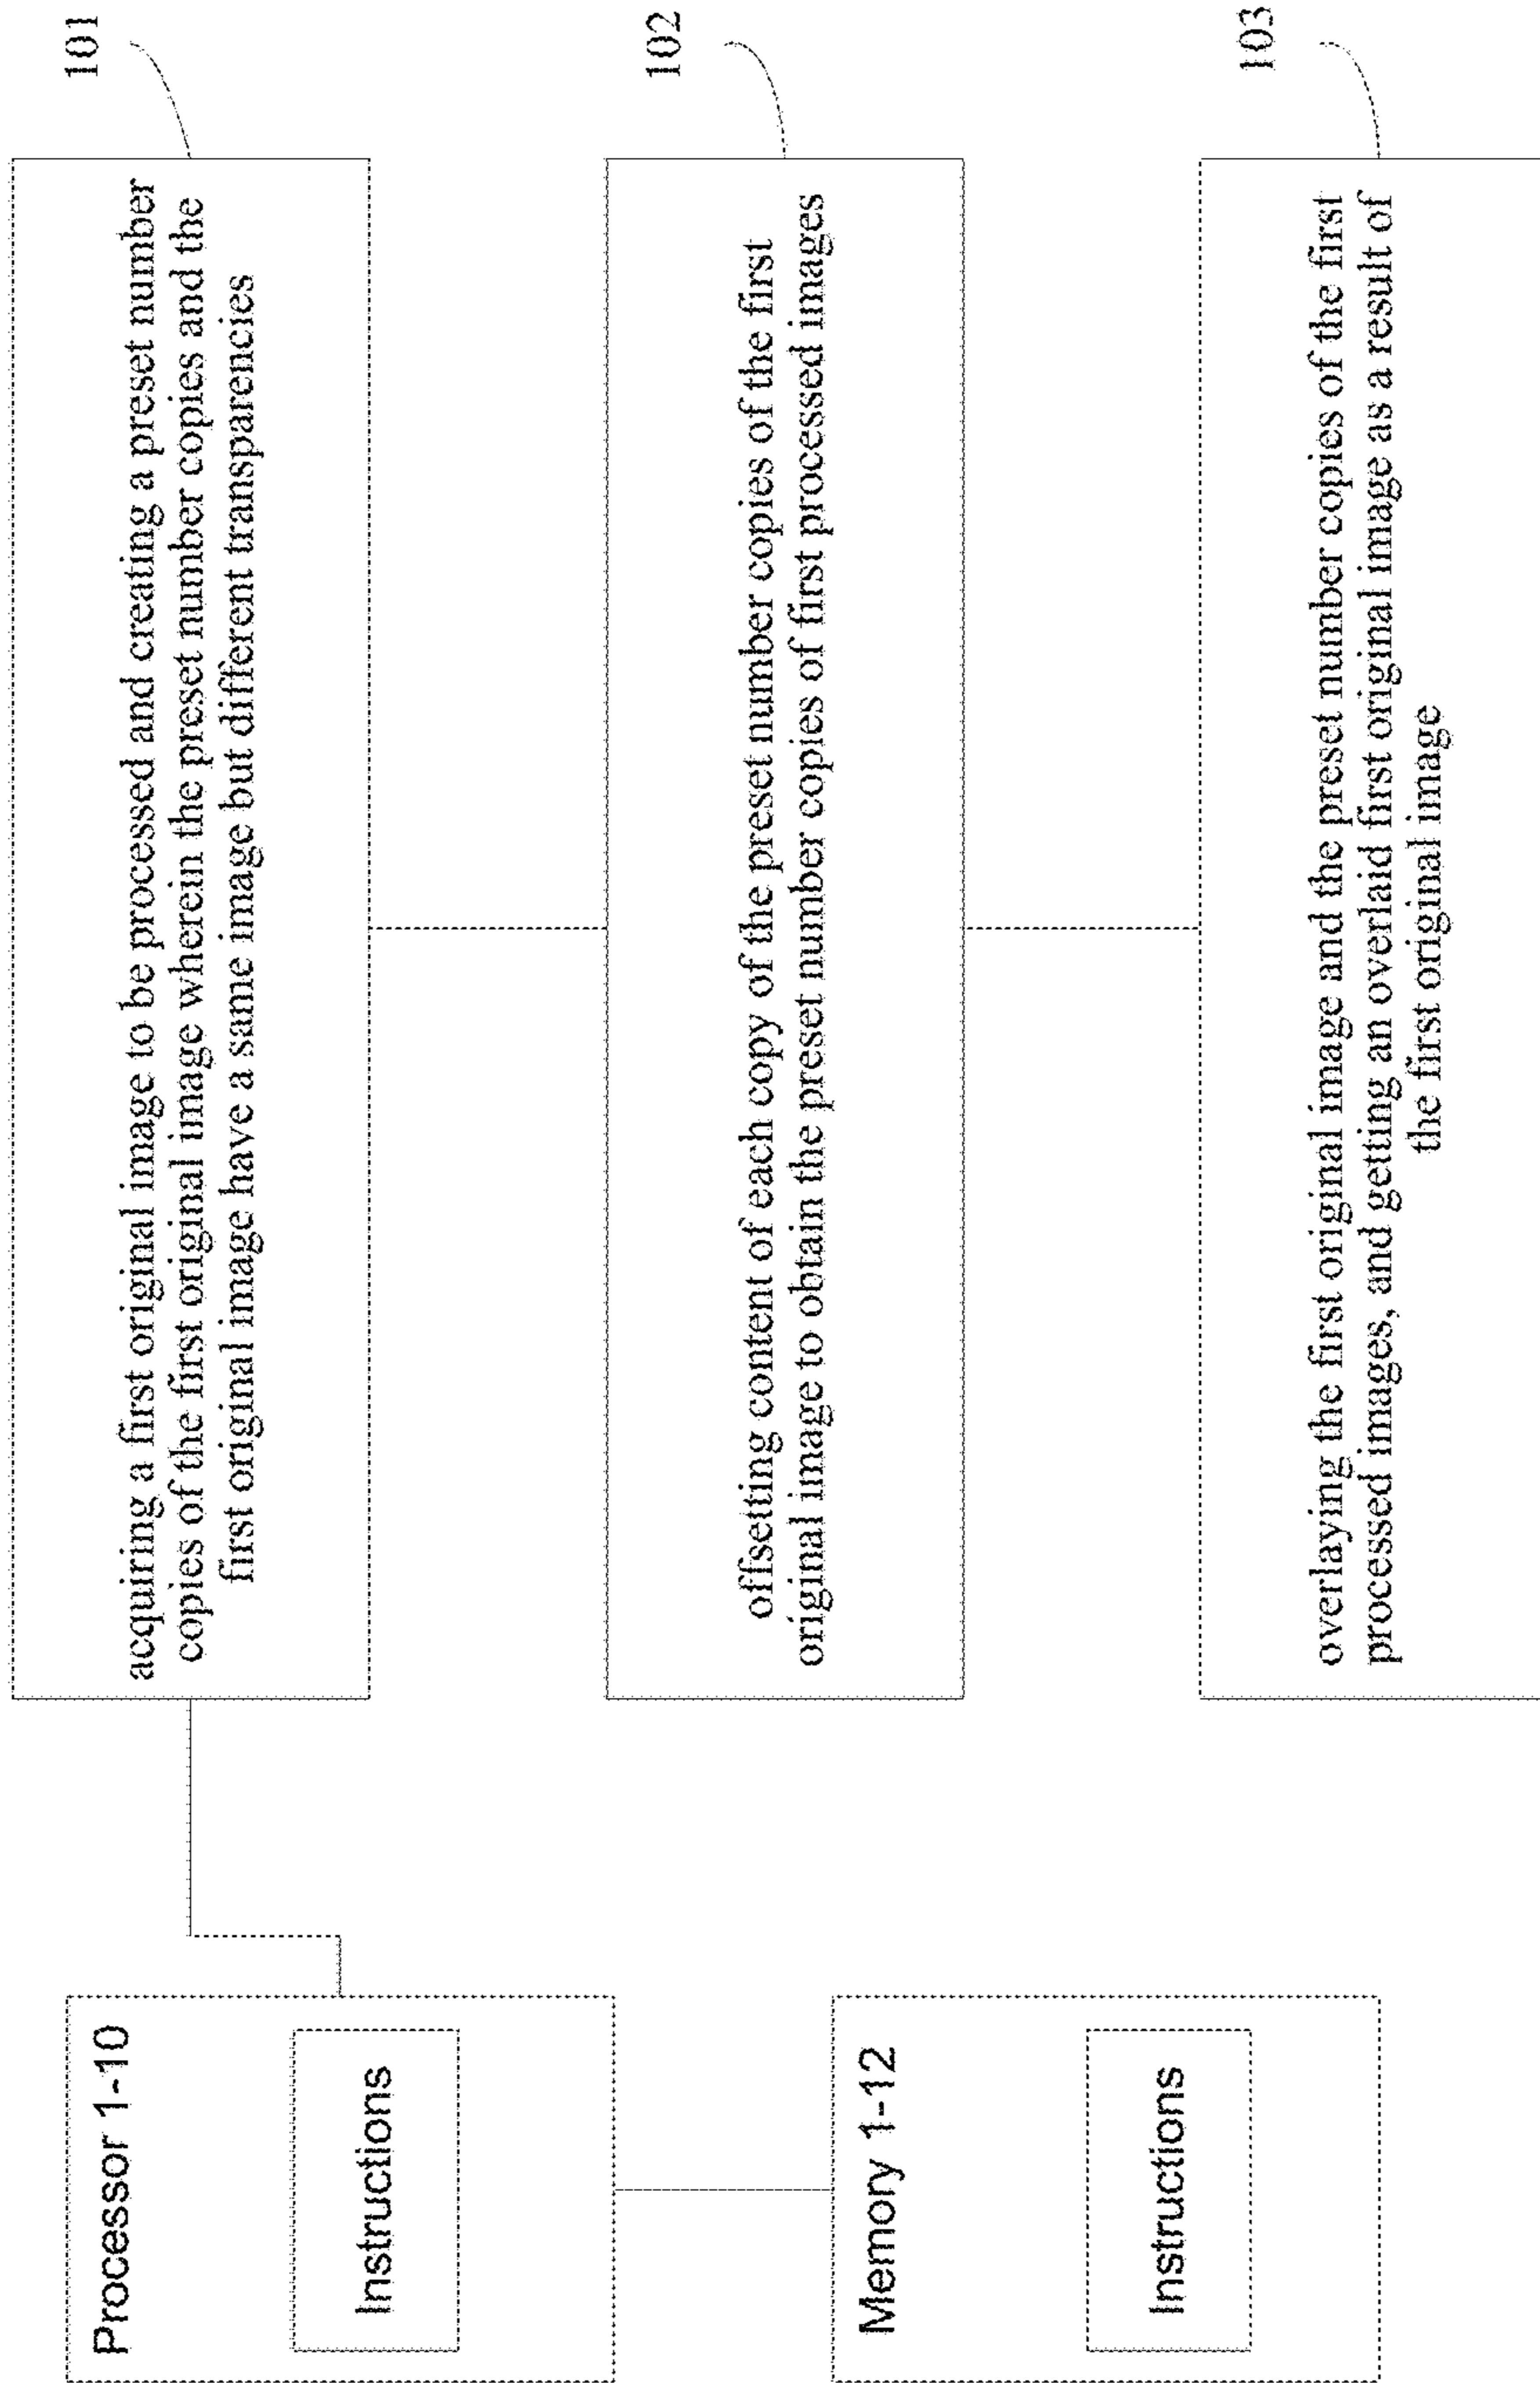 Processor 1-10
Instructions
Memory 1-12
Instructions
acquiring a first original image to be processed and creating a preset number
copies of the first original image wherein the preset number copies and the
first original image have a same image but different transparencies
101
offsetting content of each copy of the preset number copies of the first
original image to obtain the preset number copies of first processed images
102
overlaying the first original image and the preset number copies of the first
processed images, and getting an overlaid first original image as a result of
the first original image
103